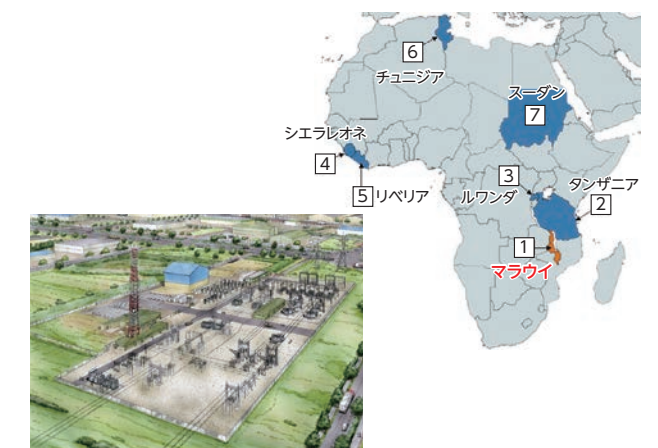 6
チュニジア
スーダン
7
シエラレオネ
4
5 リベリア
3
ルワンダ
タンザニア
2
1
マラウイ